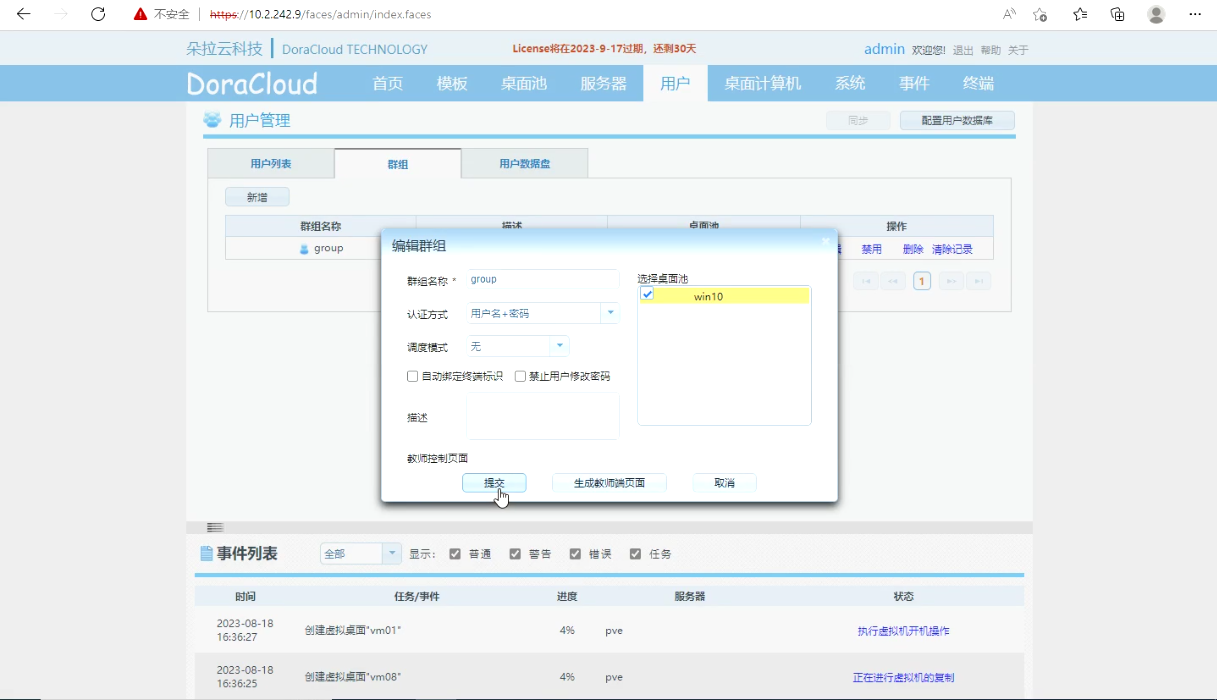 不安全 | https://10.2.242.9/faces/admin/index.faces
朵拉云科技 DoraCloud TECHNOLOGY License将在2023-9-17过期，还剩30天 admin 欢迎您! 退出 帮助 关于
DoraCloud 首页 模板 桌面池 服务器 用户 桌面计算机 系统 事件 终端
用户管理 同步 配置用户数据库
用户列表 群组 用户数据盘
新增
群组名称 描述 桌面池 操作
group 禁用 删除 清除记录
1
编辑群组
群组名称 * group
认证方式 用户名+密码
调度模式 无
自动绑定终端标识 禁止用户修改密码
描述
教师控制页面
选择桌面池
win10
提交 生成教师端页面 取消
事件列表 全部 显示: 普通 警告 错误 任务
时间 任务/事件 进度 服务器 状态
2023-08-18 16:36:27 创建虚拟桌面"vm01" 4% pve 执行虚拟机开机操作
2023-08-18 16:36:25 创建虚拟桌面"vm08" 4% pve 正在进行虚拟机的复制